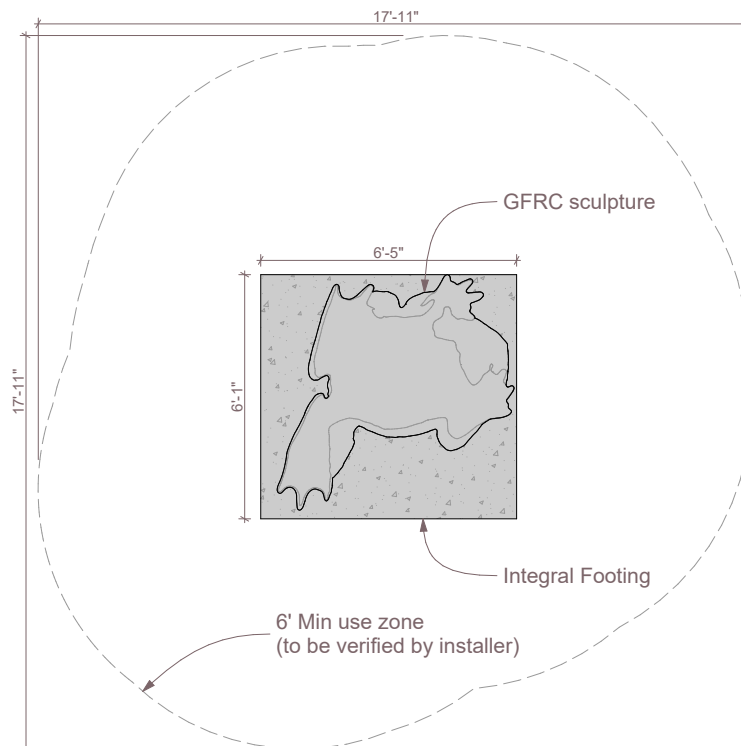 17'-11"
GFRC sculpture
6'-5"
17'-11"
6'-1"
Integral Footing
6' Min use zone
(to be verified by installer)